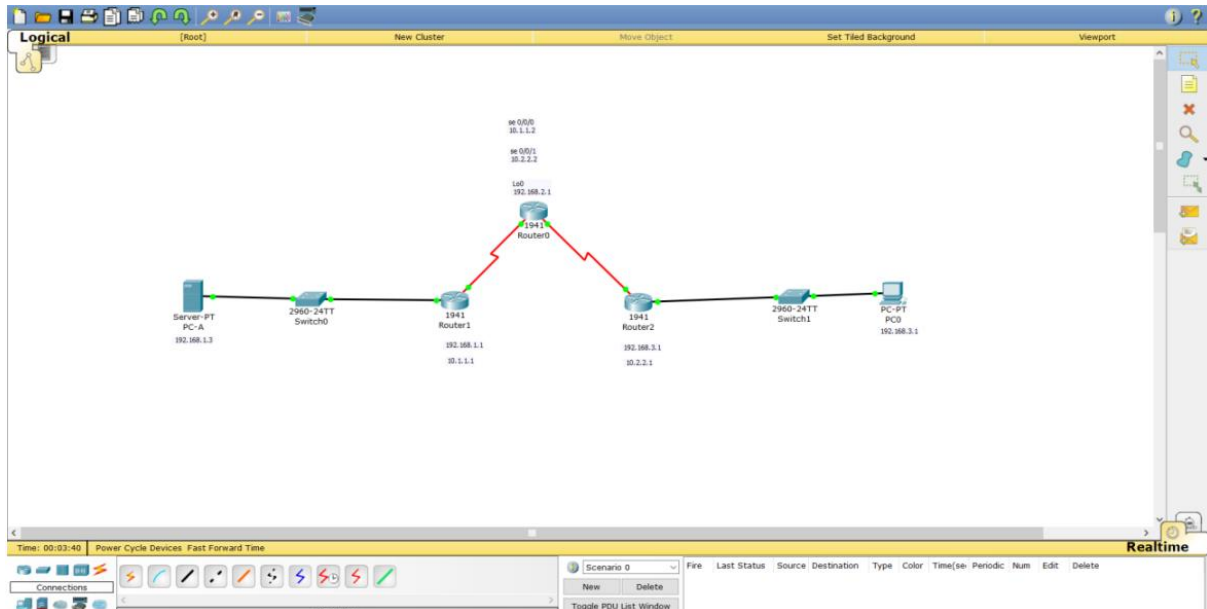 Logical [Root] New Cluster Move Object Set Tiled Background Viewport
se 0/0/0
10.1.1.2
se 0/0/1
10.2.2.2
Lo0
192.168.2.1
1941
Router0
Server-PT
PC-A
192.168.1.3
2960-24TT
Switch0
1941
Router1
192.168.1.1
10.1.1.1
1941
Router2
192.168.3.1
10.2.2.1
2960-24TT
Switch1
PC-PT
PC0
192.168.3.1
Time: 00:03:40 Power Cycle Devices Fast Forward Time Realtime
Connections
Scenario 0
New Delete
Toggle PDU List Window
Fire Last Status Source Destination Type Color Time(se Periodic Num Edit Delete